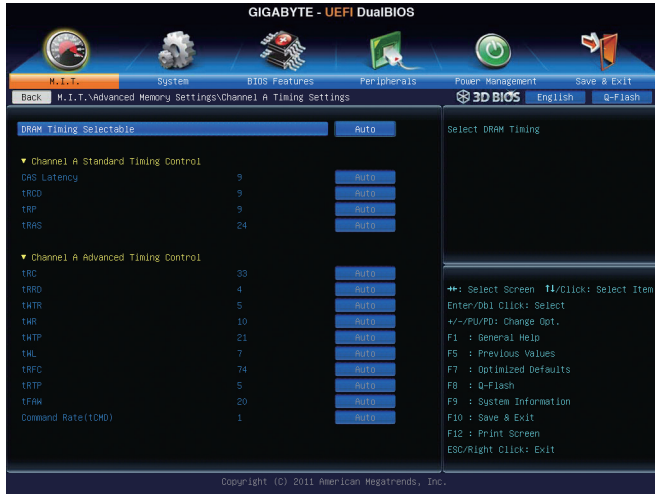 GIGABYTE - UEFI DualBIOS
M.I.T. System BIOS Features Peripherals Power Management Save & Exit
Back M.I.T.\Advanced Memory Settings\Channel A Timing Settings 3D BIOS English Q-Flash
DRAM Timing Selectable Auto Select DRAM Timing
▼ Channel A Standard Timing Control
CAS Latency 9 Auto
tRCD 9 Auto
tRP 9 Auto
tRAS 24 Auto
▼ Channel A Advanced Timing Control
tRC 33 Auto
tRRD 4 Auto
tWTR 5 Auto
tWR 10 Auto
tWTP 21 Auto
tWL 7 Auto
tRFC 74 Auto
tRTP 5 Auto
tFAW 20 Auto
Command Rate(tCMD) 1 Auto
→←: Select Screen ↑↓/Click: Select Item
Enter/Dbl Click: Select
+/-/PU/PD: Change Opt.
F1 : General Help
F5 : Previous Values
F7 : Optimized Defaults
F8 : Q-Flash
F9 : System Information
F10 : Save & Exit
F12 : Print Screen
ESC/Right Click: Exit
Copyright (C) 2011 American Megatrends, Inc.